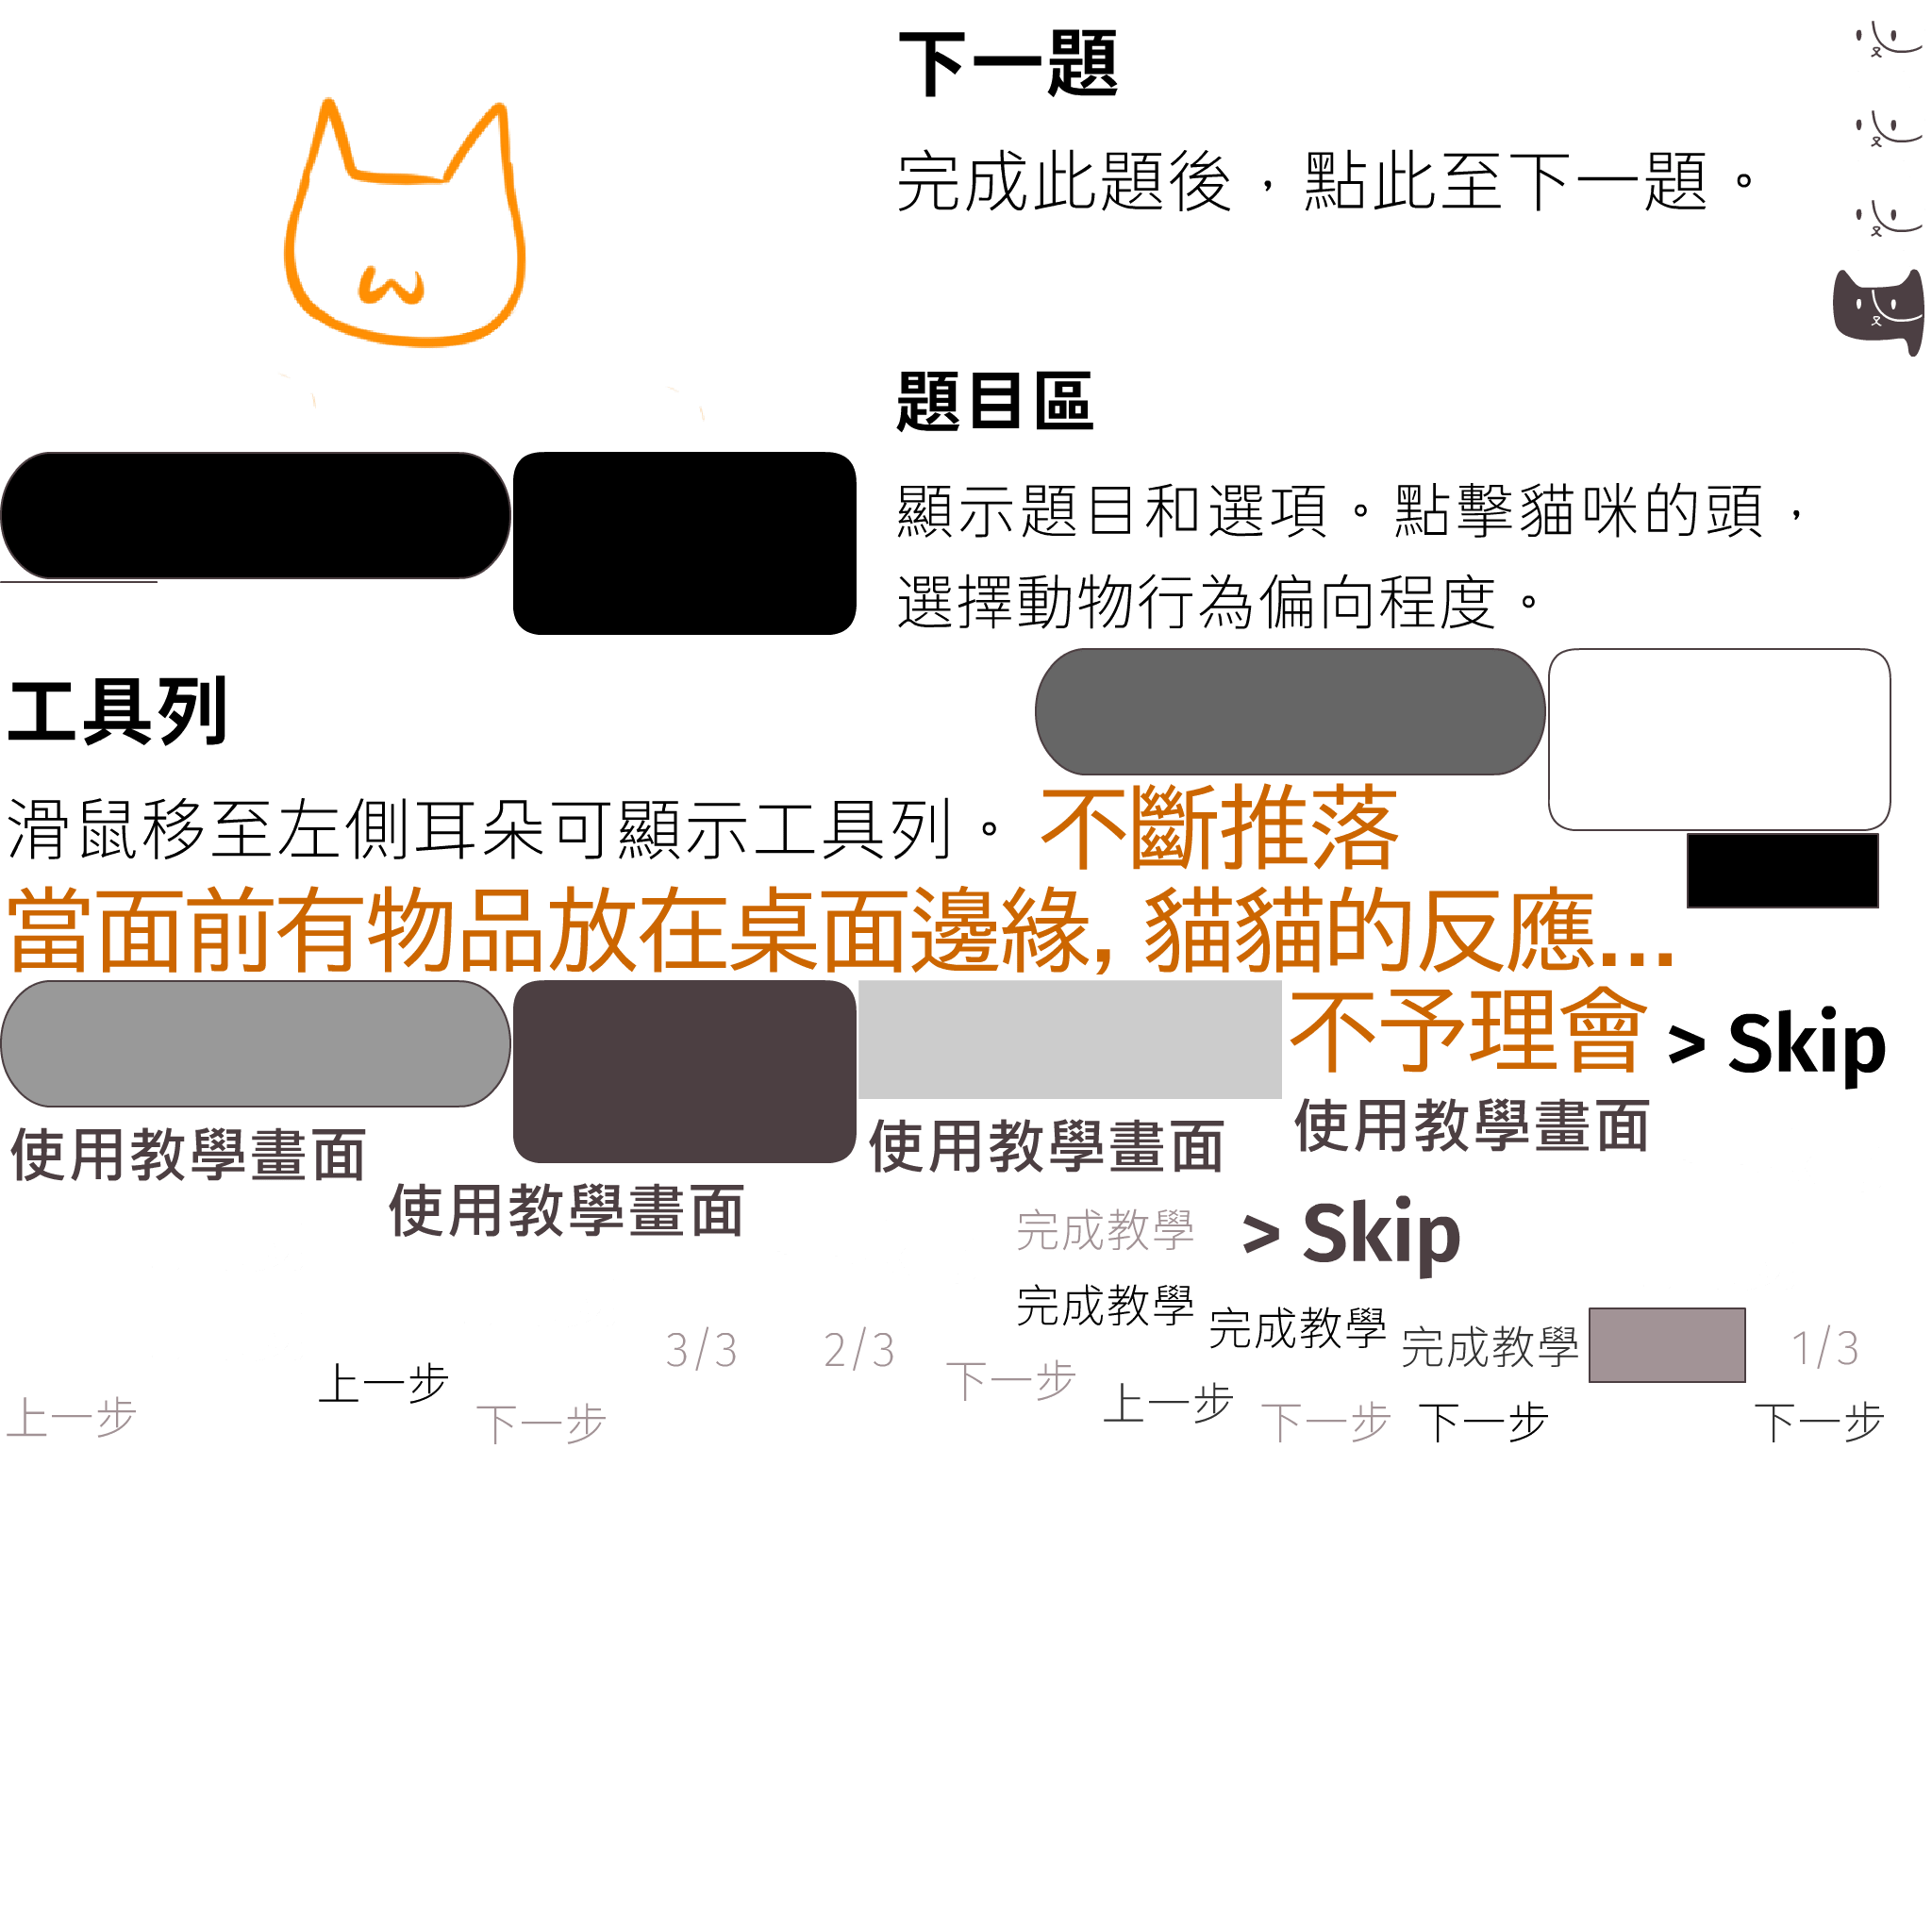 下一題
完成此題後，點此至下一題。
題目區
顯示題目和選項。點擊貓咪的頭，
選擇動物行為偏向程度。
工具列
滑鼠移至左側耳朵可顯示工具列。
不斷推落
當面前有物品放在桌面邊緣, 貓貓的反應...
不予理會
> Skip
使用教學畫面
使用教學畫面
使用教學畫面
使用教學畫面
完成教學
> Skip
完成教學
完成教學
完成教學
3/3
2/3
1/3
上一步
上一步
下一步
下一步
上一步
下一步
下一步
下一步